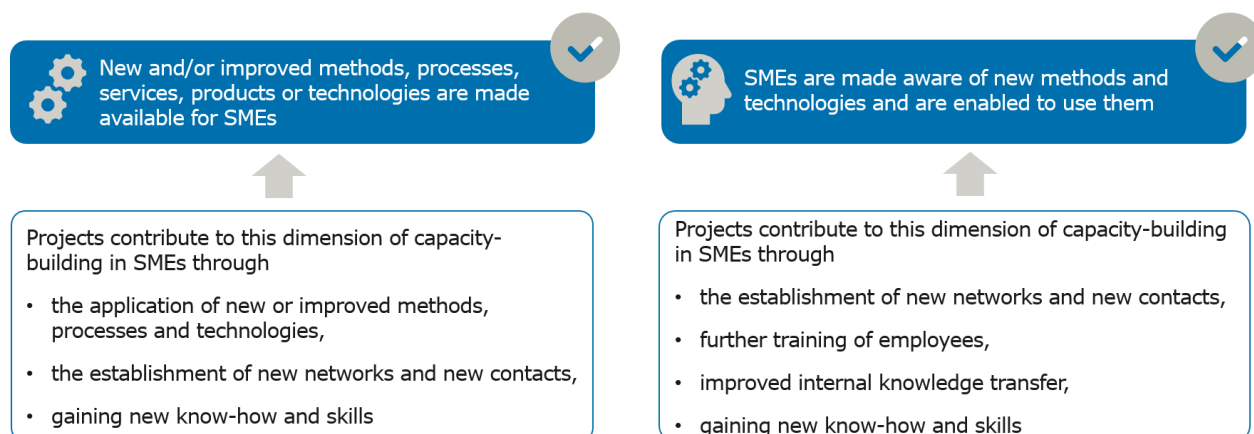 New and/or improved methods, processes,
services, products or technologies are made
available for SMEs
Projects contribute to this dimension of capacity-
building in SMEs through
• the application of new or improved methods,
processes and technologies,
• the establishment of new networks and new contacts,
• gaining new know-how and skills
SMEs are made aware of new methods and
technologies and are enabled to use them
Projects contribute to this dimension of capacity-building
in SMEs through
• the establishment of new networks and new contacts,
• further training of employees,
• improved internal knowledge transfer,
• gaining new know-how and skills